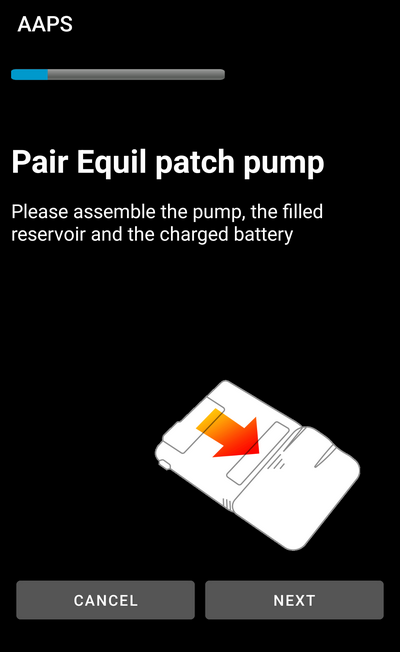 AAPS
Pair Equil patch pump
Please assemble the pump, the filled
reservoir and the charged battery
CANCEL
NEXT